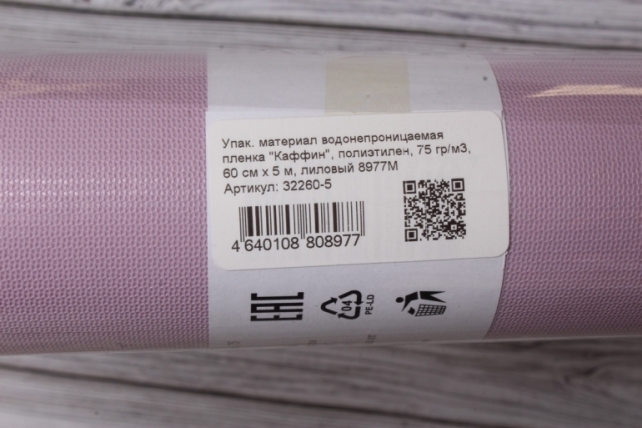 Упак. материал водонепроницаемая
пленка "Каффин", полиэтилен, 75 гр/м3,
60 см х 5 м, лиловый 8977М
Артикул: 32260-5
4 640108 808977
EAC
04
PE-LD